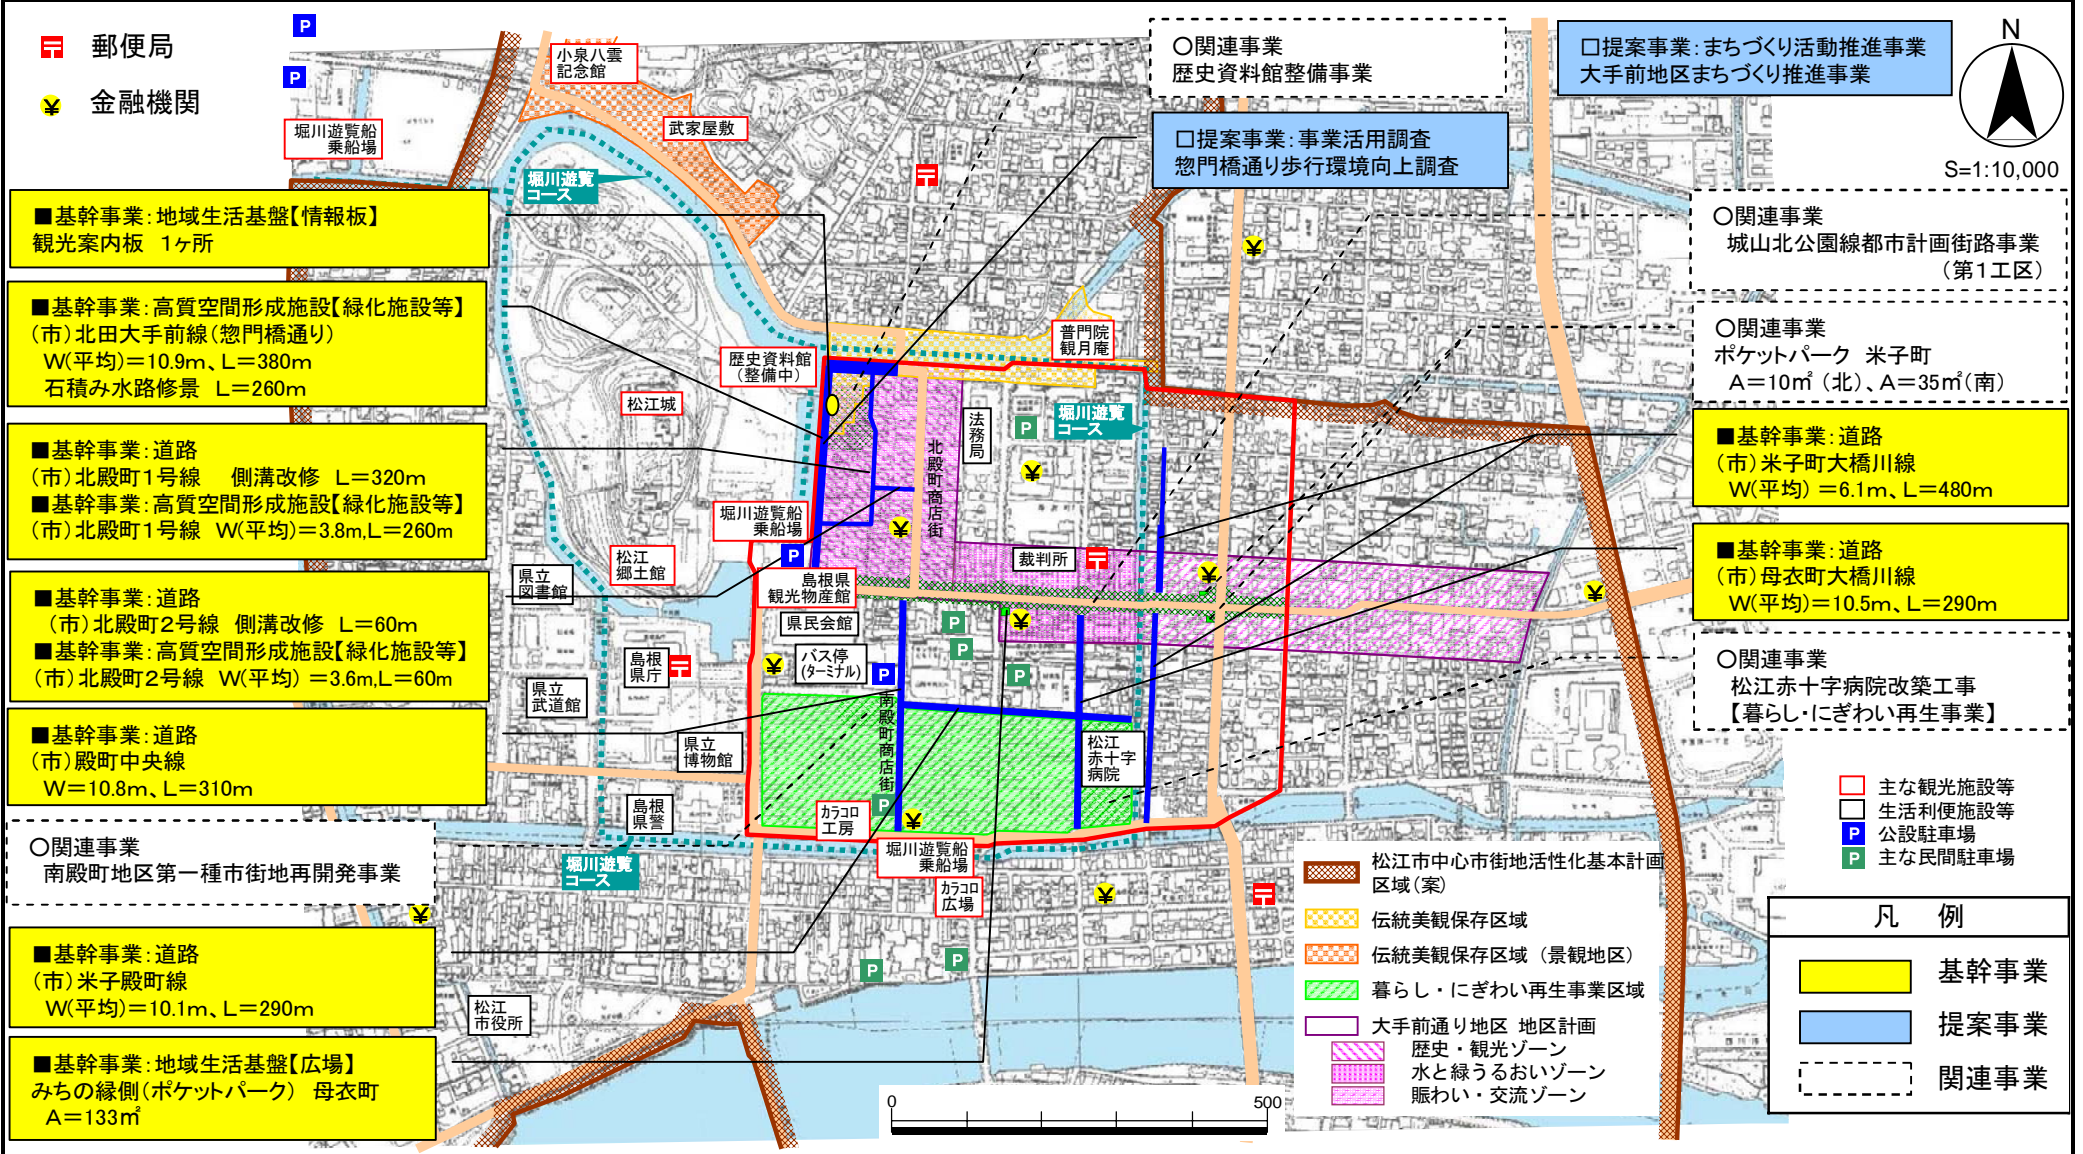 郵便局
金融機関
■基幹事業：地域生活基盤【情報板】
観光案内板 1ヶ所
■基幹事業：高質空間形成施設【緑化施設等】
（市）北田大手前線（惣門橋通り）
W（平均）＝10.9m、L＝380m
石積み水路修景 L＝260m
■基幹事業：道路
（市）北殿町1号線 側溝改修 L＝320m
■基幹事業：高質空間形成施設【緑化施設等】
（市）北殿町1号線 W（平均）＝3.8m,L＝260m
■基幹事業：道路
（市）北殿町2号線 側溝改修 L＝60m
■基幹事業：高質空間形成施設【緑化施設等】
（市）北殿町2号線 W（平均）＝3.6m,L＝60m
■基幹事業：道路
（市）殿町中央線
W＝10.8m、L＝310m
○関連事業
南殿町地区第一種市街地再開発事業
■基幹事業：道路
（市）米子殿町線
W（平均）＝10.1m、L＝290m
■基幹事業：地域生活基盤【広場】
みちの縁側（ポケットパーク） 母衣町
A＝133㎡
P
P
小泉八雲
記念館
武家屋敷
堀川遊覧船
乗船場
堀川遊覧
コース
普門院
観月庵
歴史資料館
（整備中）
松江城
法務局
P
堀川遊覧
コース
北殿町商店街
堀川遊覧船
乗船場
P
松江
郷土館
県立
図書館
島根県
観光物産館
裁判所
県民会館
P
P
P
バス停
（ターミナル）
P
島根
県庁
県立
武道館
県立
博物館
南殿町商店街
松江
赤十字
病院
島根
県警
P
カラコロ
工房
堀川遊覧船
乗船場
堀川遊覧
コース
カラコロ
広場
P
P
松江
市役所
○関連事業
歴史資料館整備事業
□提案事業：まちづくり活動推進事業
大手前地区まちづくり推進事業
□提案事業：事業活用調査
惣門橋通り歩行環境向上調査
N
S=1:10,000
○関連事業
城山北公園線都市計画街路事業
（第1工区）
○関連事業
ポケットパーク 米子町
A＝10㎡（北）、A＝35㎡（南）
■基幹事業：道路
（市）米子町大橋川線
W（平均）＝6.1m、L＝480m
■基幹事業：道路
（市）母衣町大橋川線
W（平均）＝10.5m、L＝290m
○関連事業
松江赤十字病院改築工事
【暮らし・にぎわい再生事業】
主な観光施設等
生活利便施設等
P 公設駐車場
P 主な民間駐車場
松江市中心市街地活性化基本計画
区域（案）
伝統美観保存区域
伝統美観保存区域（景観地区）
暮らし・にぎわい再生事業区域
大手前通り地区 地区計画
歴史・観光ゾーン
水と緑うるおいゾーン
賑わい・交流ゾーン
凡 例
基幹事業
提案事業
関連事業
0 500